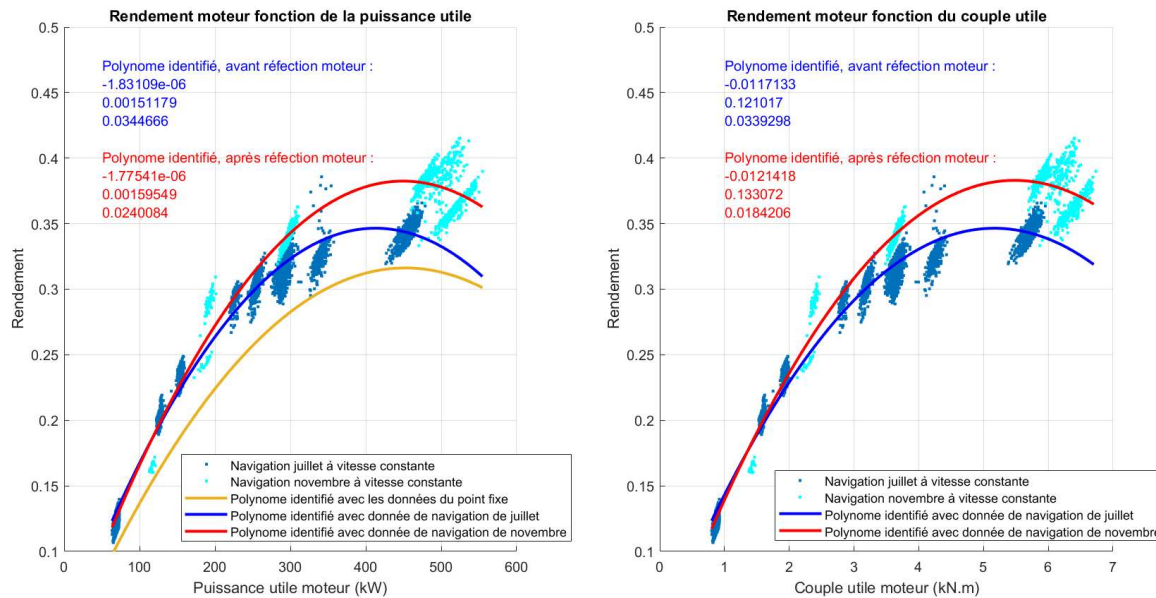 Rendement moteur fonction de la puissance utile
0.5
0.45
0.4
0.35
0.3
0.25
0.2
0.15
0.1
Rendement
Polynome identifié, avant réfection moteur :
-1.83109e-06
0.00151179
0.0344666
Polynome identifié, après réfection moteur :
-1.77541e-06
0.00159549
0.0240084
Navigation juillet à vitesse constante
Navigation novembre à vitesse constante
Polynome identifié avec les données du point fixe
Polynome identifié avec donnée de navigation de juillet
Polynome identifié avec donnée de navigation de novembre
0 100 200 300 400 500 600
Puissance utile moteur (kW)
Rendement moteur fonction du couple utile
0.5
0.45
0.4
0.35
0.3
0.25
0.2
0.15
0.1
Rendement
Polynome identifié, avant réfection moteur :
-0.0117133
0.121017
0.0339298
Polynome identifié, après réfection moteur :
-0.0121418
0.133072
0.0184206
Navigation juillet à vitesse constante
Navigation novembre à vitesse constante
Polynome identifié avec donnée de navigation de juillet
Polynome identifié avec donnée de navigation de novembre
0 1 2 3 4 5 6 7
Couple utile moteur (kN.m)